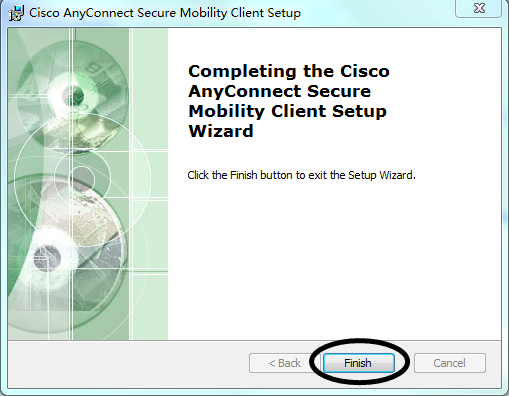 Cisco AnyConnect Secure Mobility Client Setup
Completing the Cisco
AnyConnect Secure
Mobility Client Setup
Wizard
Click the Finish button to exit the Setup Wizard.
< Back
Finish
Cancel